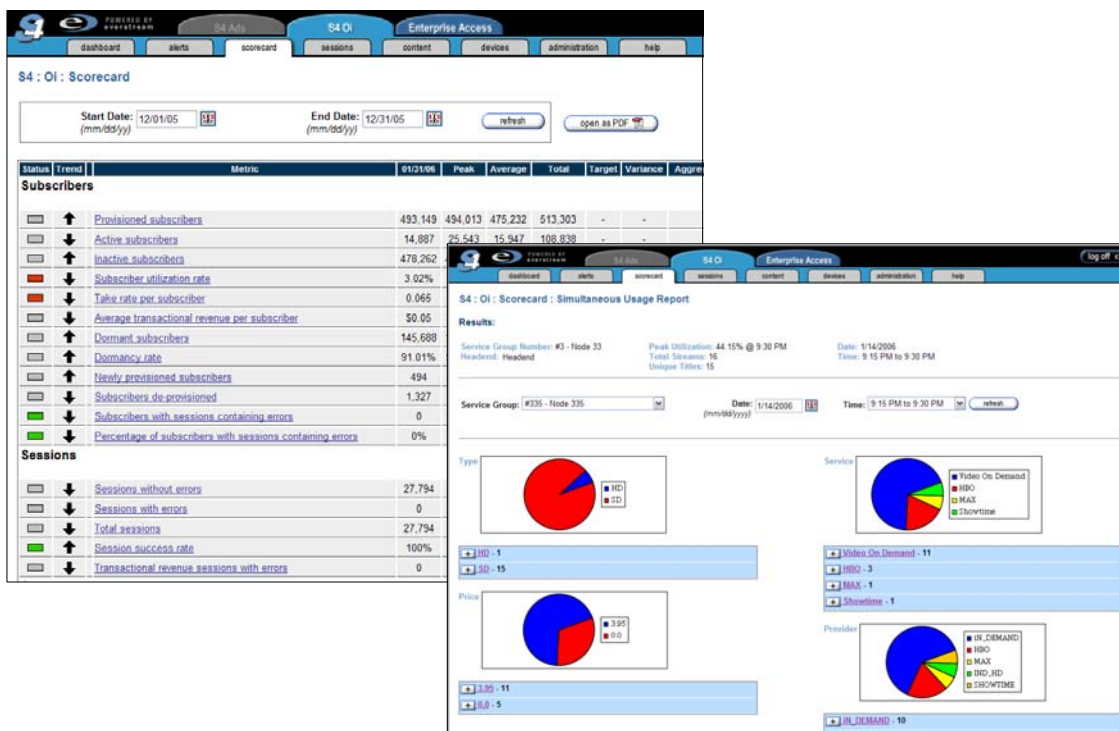 S4 e POWERED BY everstream S4 Ads S4 Oi Enterprise Access
dashboard alerts scorecard sessions content devices administration help
S4 : Oi : Scorecard
Start Date: 12/01/05 End Date: 12/31/05 refresh open as PDF
(mm/dd/yy) (mm/dd/yy)
Status Trend Metric 01/31/06 Peak Average Total Target Variance Aggre
Subscribers
Provisioned subscribers 493,149 494,013 475,232 513,303 - -
Active subscribers 14,887 25,543 15,947 108,838 - -
Inactive subscribers 478,262
Subscriber utilization rate 3.02%
Take rate per subscriber 0.065
Average transactional revenue per subscriber $0.05
Dormant subscribers 145,688
Dormancy rate 91.01%
Newly provisioned subscribers 494
Subscribers de-provisioned 1,327
Subscribers with sessions containing errors 0
Percentage of subscribers with sessions containing errors 0%
Sessions
Sessions without errors 27,794
Sessions with errors 0
Total sessions 27,794
Session success rate 100%
Transactional revenue sessions with errors 0
e POWERED BY everstream S4 Ads S4 Oi Enterprise Access log off
dashboard alerts scorecard sessions content devices administration help
S4 : Oi : Scorecard : Simultaneous Usage Report
Results:
Service Group Number: #3 - Node 33 Peak Utilization: 44.15% @ 9:30 PM Date: 1/14/2006
Headend: Headend Total Streams: 16 Time: 9:15 PM to 9:30 PM
Unique Titles: 15
Service Group: #335 - Node 335 Date: 1/14/2006 Time: 9:15 PM to 9:30 PM refresh
(mm/dd/yyyy)
Type
HD
SD
Service
Video On Demand
HBO
MAX
Showtime
HD - 1
SD - 15
Video On Demand - 11
HBO - 3
MAX - 1
Showtime - 1
Price
3.95
0.0
Provider
iN_DEMAND
HBO
MAX
IND_HD
SHOWTIME
3.95 - 11
0.0 - 5
iN_DEMAND - 10